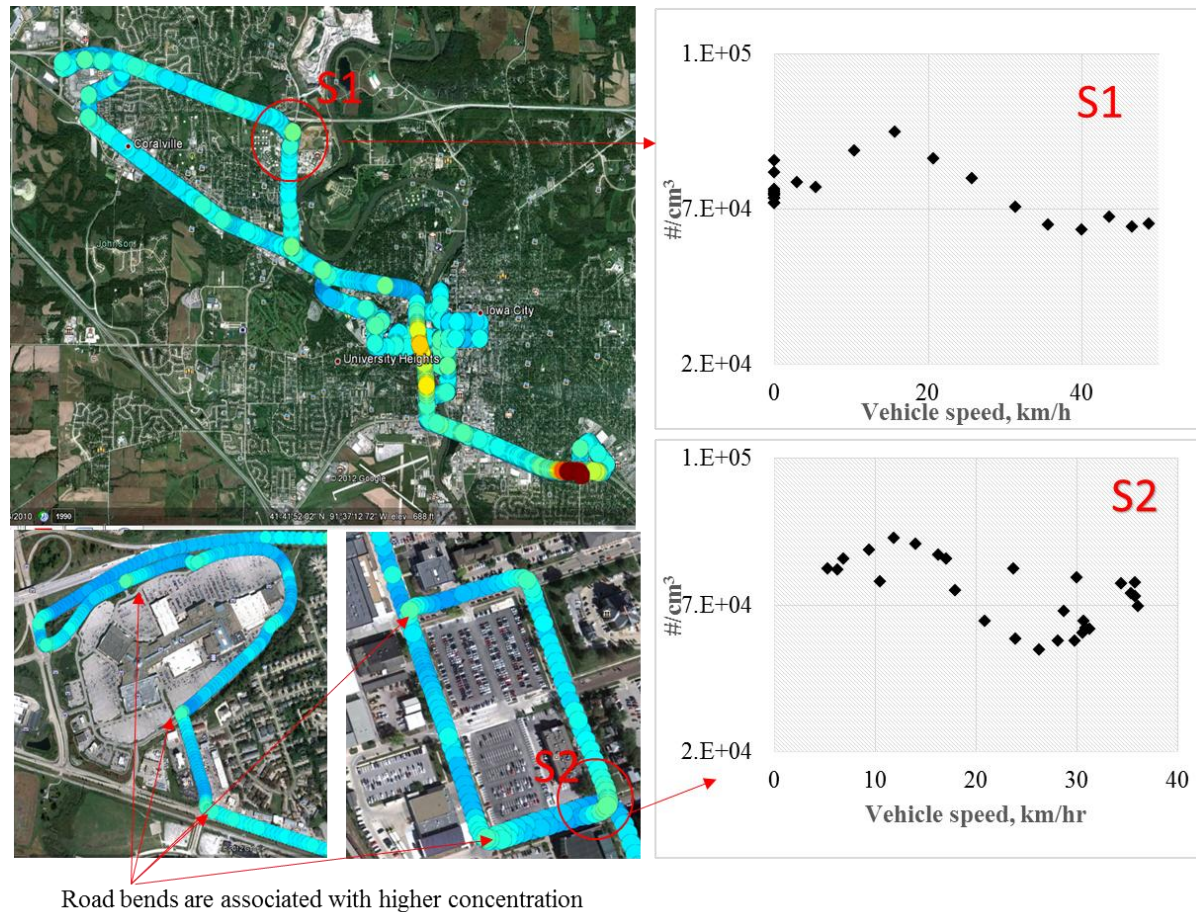 S1
Coralville
Johnson
Iowa City
University Heights
© 2012 Google
/2010
1990
41°41'52.02" N 91°37'12.72" W elev 688 ft
S2
Road bends are associated with higher concentration
1.E+05
S1
#/cm³
7.E+04
2.E+04
0
20
40
Vehicle speed, km/h
1.E+05
S2
#/cm³
7.E+04
2.E+04
0
10
20
30
40
Vehicle speed, km/hr